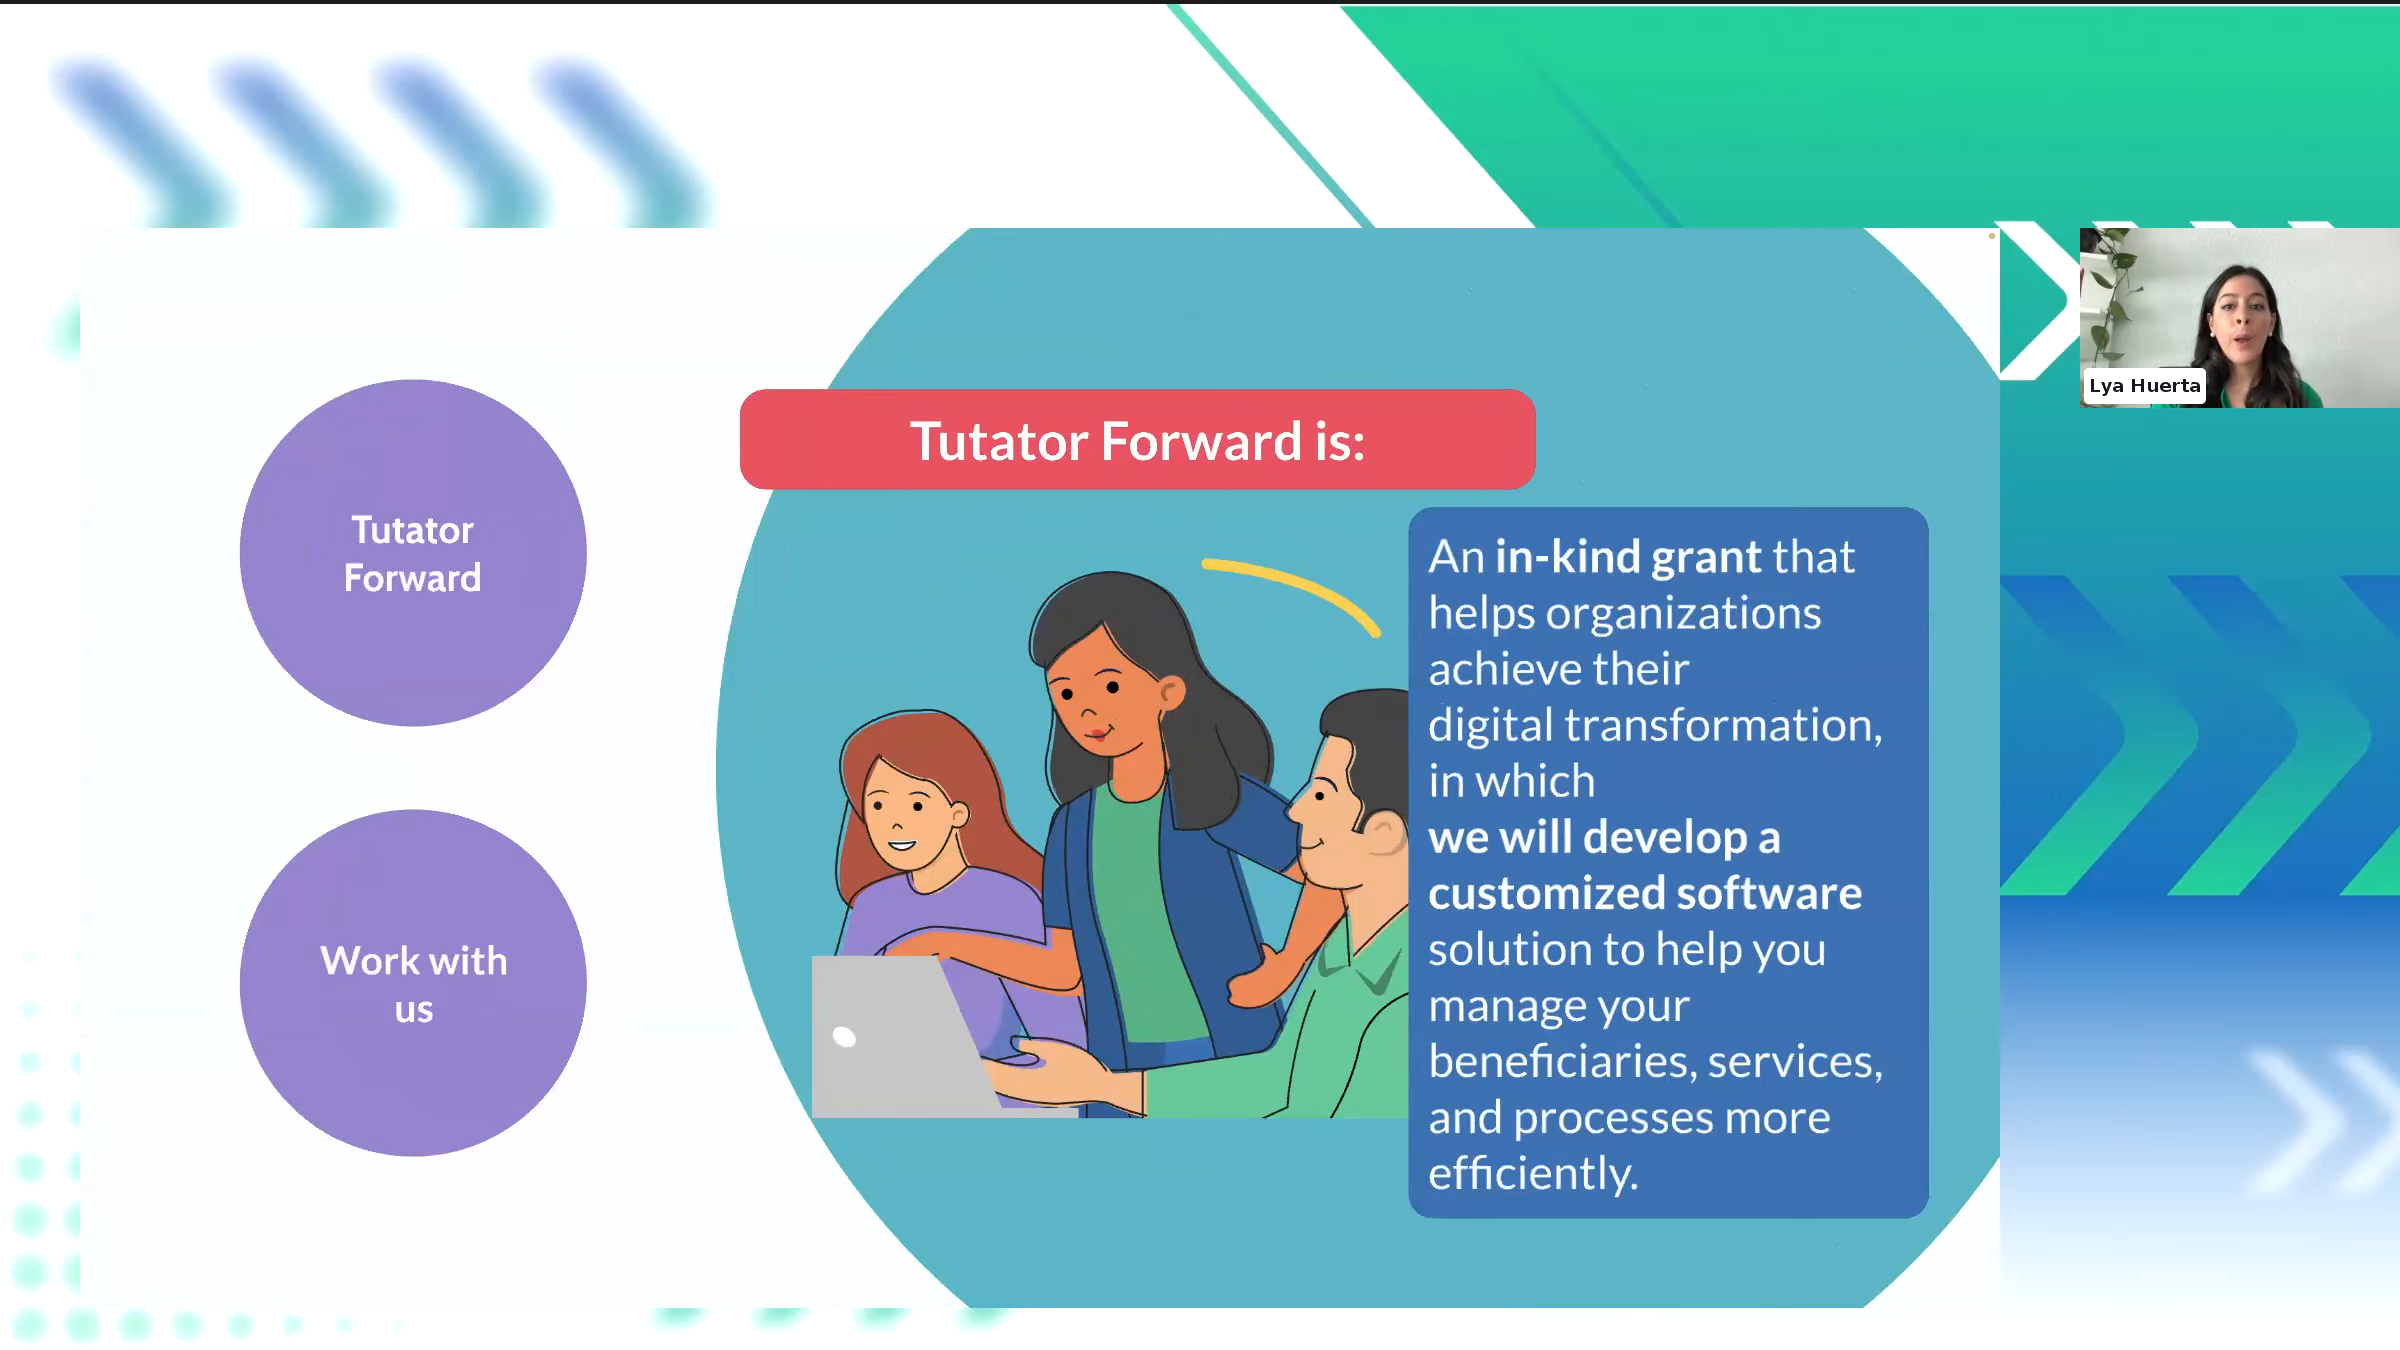 Tutator
Forward
Work with
us
Tutator Forward is:
An in-kind grant that
helps organizations
achieve their
digital transformation,
in which
we will develop a
customized software
solution to help you
manage your
beneficiaries, services,
and processes more
efficiently.
Lya Huerta